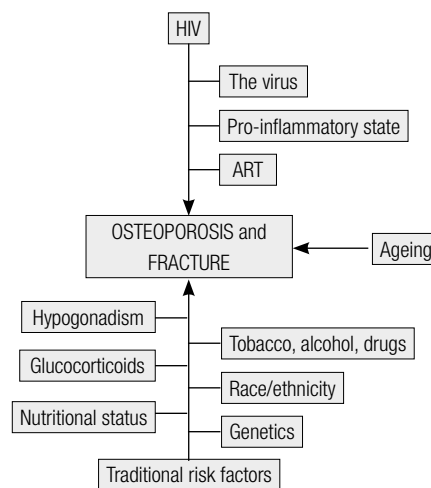 HIV
The virus
Pro-inflammatory state
ART
OSTEOPOROSIS and
FRACTURE
Ageing
Hypogonadism
Tobacco, alcohol, drugs
Glucocorticoids
Race/ethnicity
Nutritional status
Genetics
Traditional risk factors